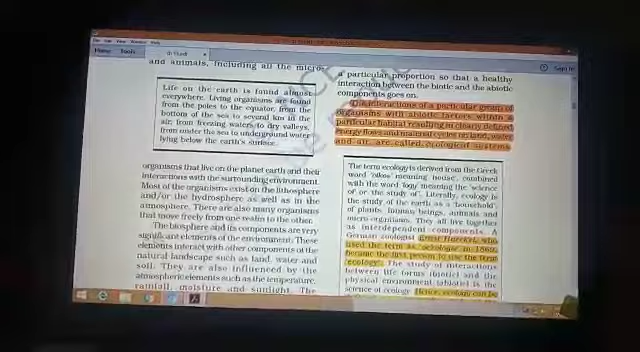 Home Tools
Sign In
and animals, including all the micro-
Life on the earth is found almost
everywhere. Living organisms are found
from the poles to the equator, from the
bottom of the sea to several km in the
air, from freezing waters to dry valleys,
from under the sea to underground water
lying below the earth's surface.
organisms that live on the planet earth and their
interactions with the surrounding environment.
Most of the organisms exist on the lithosphere
and/or the hydrosphere as well as in the
atmosphere. There are also many organisms
that move freely from one realm to the other.
The biosphere and its components are very
significant elements of the environment. These
elements interact with other components of the
natural landscape such as land, water and
soil. They are also influenced by the
atmospheric elements such as the temperature,
rainfall, moisture and sunlight. The
a particular proportion so that a healthy
interaction between the biotic and the abiotic
components goes on.
The interactions of a particular group of
organisms with abiotic factors within a
particular habitat resulting in clearly defined
energy flows and material cycles on land, water
and air, are called ecological systems
The term ecology is derived from the Greek
word 'oikos' meaning 'house', combined
with the word 'logy' meaning the 'science
of' or 'the study of'. Literally, ecology is
the study of the earth as a 'household',
of plants, human beings, animals and
micro-organisms. They all live together
as interdependent components. A
German zoologist Ernst Haeckel, who
used the term as 'oekologie' in 1869,
became the first person to use the term
'ecology'. The study of interactions
between life forms (biotic) and the
physical environment (abiotic) is the
science of ecology. Hence, ecology can be